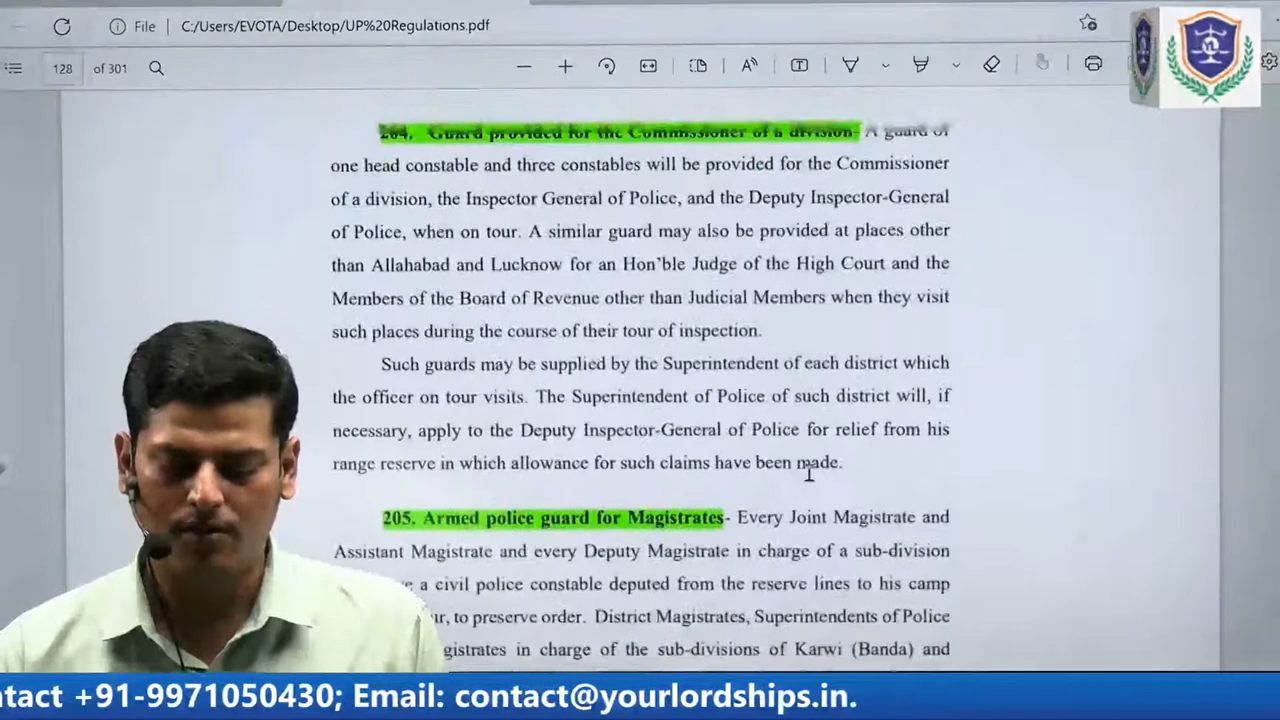 File C:/Users/EVOTA/Desktop/UP%20Regulations.pdf
128 of 301
204. Guard provided for the Commissioner of a division- A guard of
one head constable and three constables will be provided for the Commissioner
of a division, the Inspector General of Police, and the Deputy Inspector-General
of Police, when on tour. A similar guard may also be provided at places other
than Allahabad and Lucknow for an Hon'ble Judge of the High Court and the
Members of the Board of Revenue other than Judicial Members when they visit
such places during the course of their tour of inspection.
Such guards may be supplied by the Superintendent of each district which
the officer on tour visits. The Superintendent of Police of such district will, if
necessary, apply to the Deputy Inspector-General of Police for relief from his
range reserve in which allowance for such claims have been made.
205. Armed police guard for Magistrates- Every Joint Magistrate and
Assistant Magistrate and every Deputy Magistrate in charge of a sub-division
a civil police constable deputed from the reserve lines to his camp
to preserve order. District Magistrates, Superintendents of Police
in charge of the sub-divisions of Karwi (Banda) and
+91-9971050430; Email: contact@yourlordships.in.